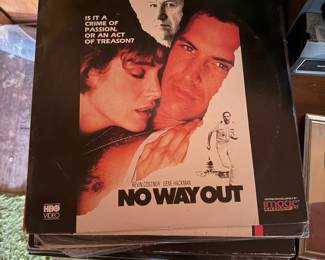 IS IT A
CRIME OF
PASSION,
OR AN ACT
OF TREASON?
KEVIN COSTNER, GENE HACKMAN
NO WAY OUT
HBO
VIDEO
image